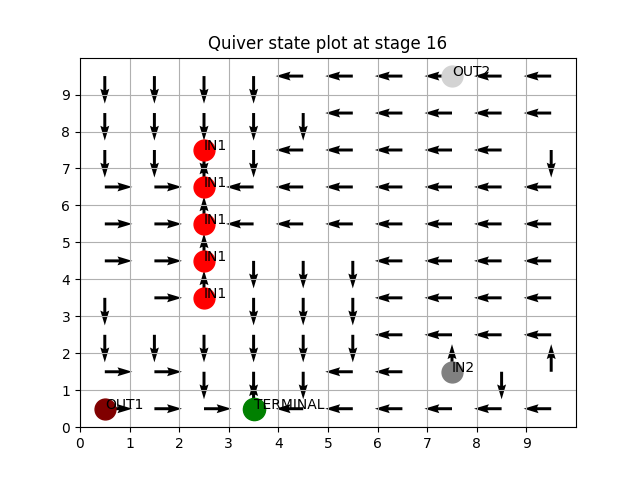 Quiver state plot at stage 16
OUT2
9
8
IN1
7
IN1
6
IN1
5
IN1
4
IN1
3
2
IN2
1
OUT1
TERMINAL
0
0 1 2 3 4 5 6 7 8 9